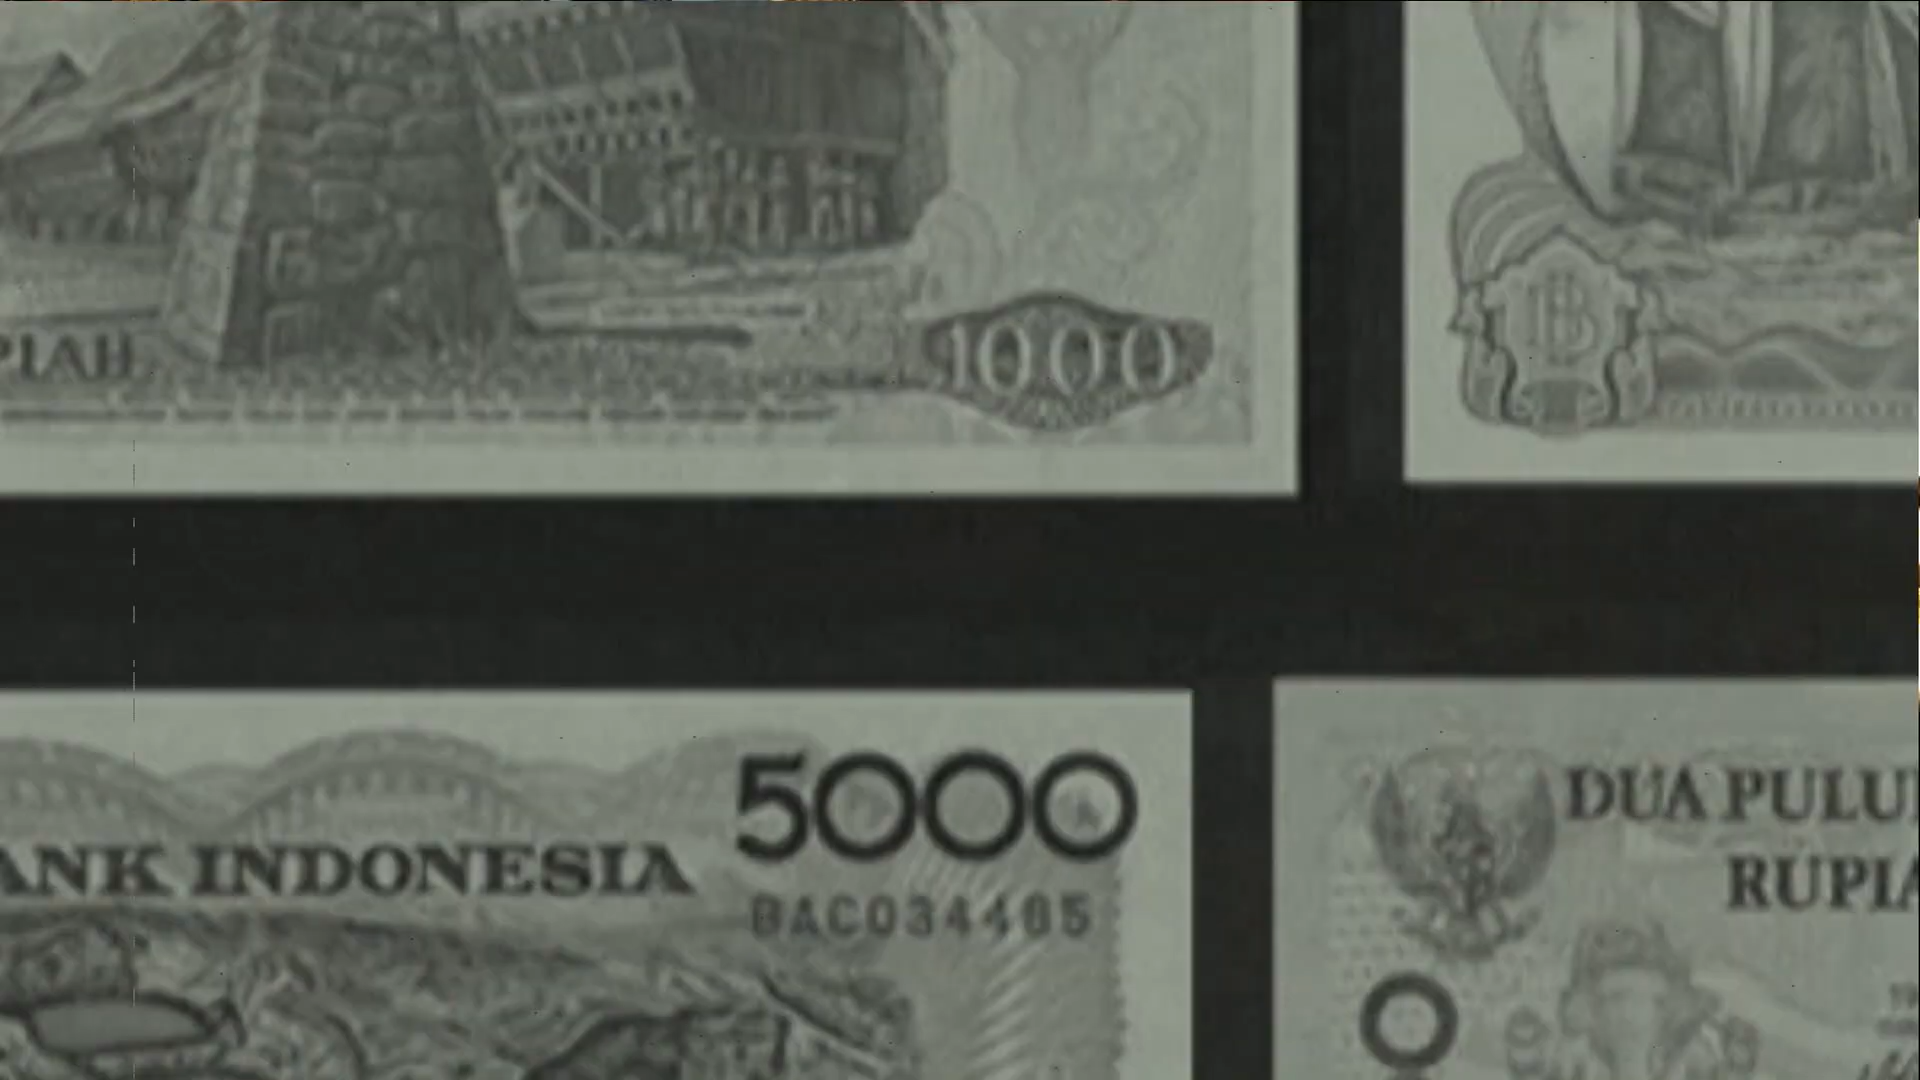 PIAH
1000
5000
ANK INDONESIA
BAC034465
DUA PULU
RUPIA